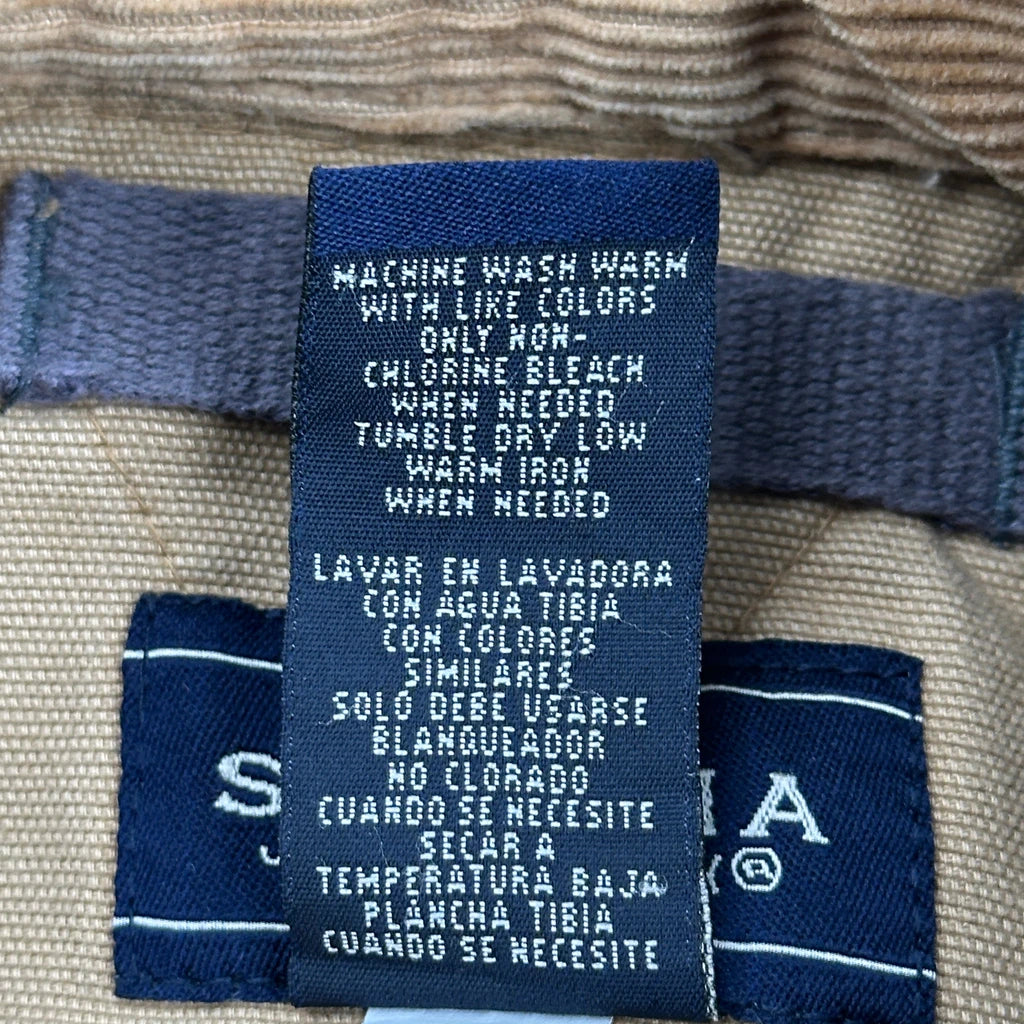 MACHINE WASH WARM
WITH LIKE COLORS
ONLY NON-
CHLORINE BLEACH
WHEN NEEDED
TUMBLE DRY LOW
WARM IRON
WHEN NEEDED
LAVAR EN LAVADORA
CON AGUA TIBIA
CON COLORES
SIMILARES
SOLO DEBE USARSE
BLANQUEADOR
NO CLORADO
CUANDO SE NECESITE
SECAR A
TEMPERATURA BAJA
PLANCHA TIBIA
CUANDO SE NECESITE